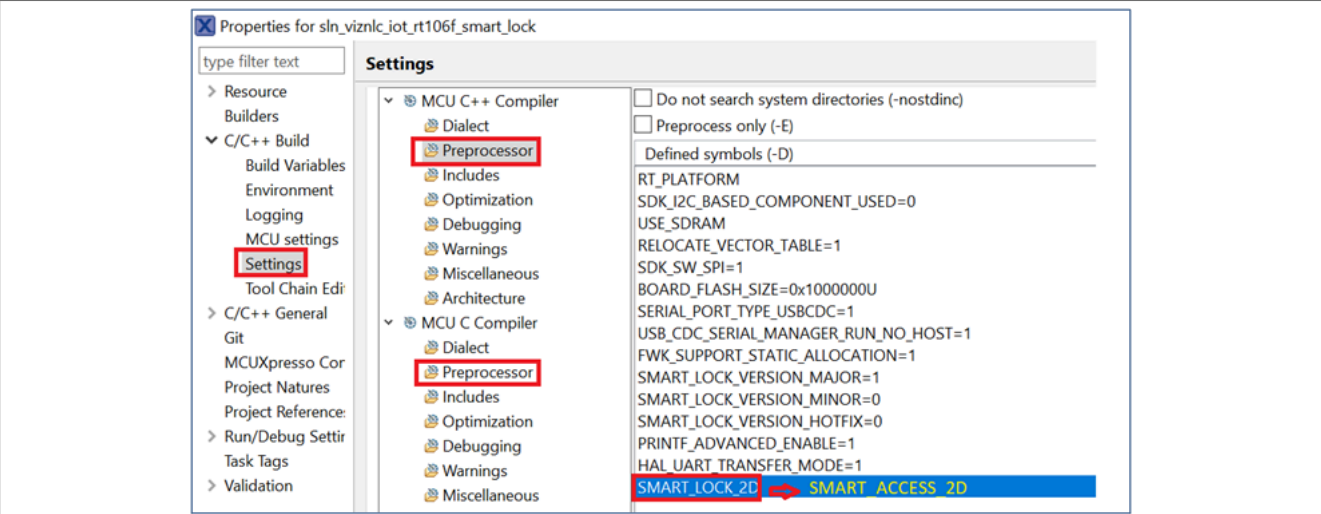 Properties for sln_viznlc_iot_rt106f_smart_lock
type filter text
Resource
Builders
C/C++ Build
Build Variables
Environment
Logging
MCU settings
Settings
Tool Chain Edi
C/C++ General
Git
MCUXpresso Cor
Project Natures
Project Reference:
Run/Debug Settir
Task Tags
Validation
Settings
MCU C++ Compiler
Dialect
Preprocessor
Includes
Optimization
Debugging
Warnings
Miscellaneous
Architecture
MCU C Compiler
Dialect
Preprocessor
Includes
Optimization
Debugging
Warnings
Miscellaneous
Do not search system directories (-nostdinc)
Preprocess only (-E)
Defined symbols (-D)
RT_PLATFORM
SDK_I2C_BASED_COMPONENT_USED=0
USE_SDRAM
RELOCATE_VECTOR_TABLE=1
SDK_SW_SPI=1
BOARD_FLASH_SIZE=0x1000000U
SERIAL_PORT_TYPE_USBCDC=1
USB_CDC_SERIAL_MANAGER_RUN_NO_HOST=1
FWK_SUPPORT_STATIC_ALLOCATION=1
SMART_LOCK_VERSION_MAJOR=1
SMART_LOCK_VERSION_MINOR=0
SMART_LOCK_VERSION_HOTFIX=0
PRINTF_ADVANCED_ENABLE=1
HAL_UART_TRANSFER_MODE=1
SMART_LOCK_2D SMART_ACCESS_2D